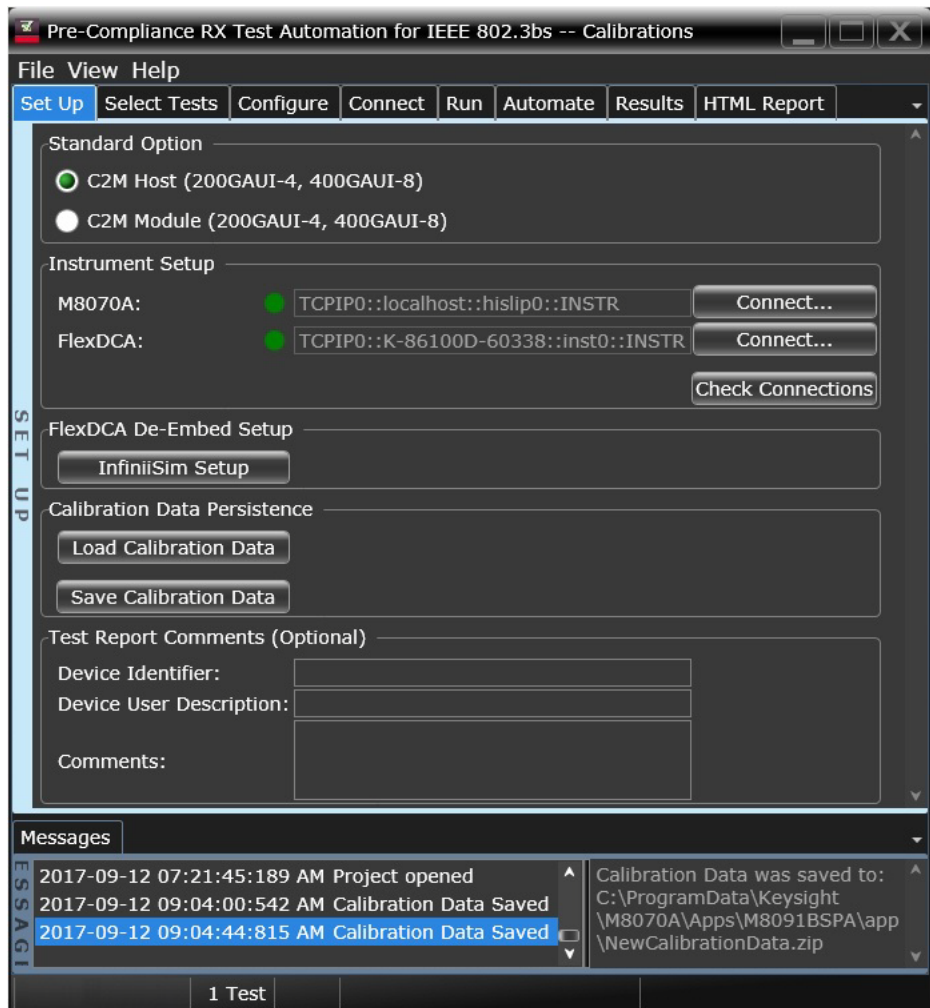 Pre-Compliance RX Test Automation for IEEE 802.3bs -- Calibrations
File View Help
Set Up Select Tests Configure Connect Run Automate Results HTML Report
SET UP
Standard Option
C2M Host (200GAUI-4, 400GAUI-8)
C2M Module (200GAUI-4, 400GAUI-8)
Instrument Setup
M8070A: TCPIP0::localhost::hislip0::INSTR Connect...
FlexDCA: TCPIP0::K-86100D-60338::inst0::INSTR Connect...
Check Connections
FlexDCA De-Embed Setup
InfiniiSim Setup
Calibration Data Persistence
Load Calibration Data
Save Calibration Data
Test Report Comments (Optional)
Device Identifier:
Device User Description:
Comments:
Messages
2017-09-12 07:21:45:189 AM Project opened
2017-09-12 09:04:00:542 AM Calibration Data Saved
2017-09-12 09:04:44:815 AM Calibration Data Saved
Calibration Data was saved to:
C:\ProgramData\Keysight
\M8070A\Apps\M8091BSPA\app
\NewCalibrationData.zip
1 Test